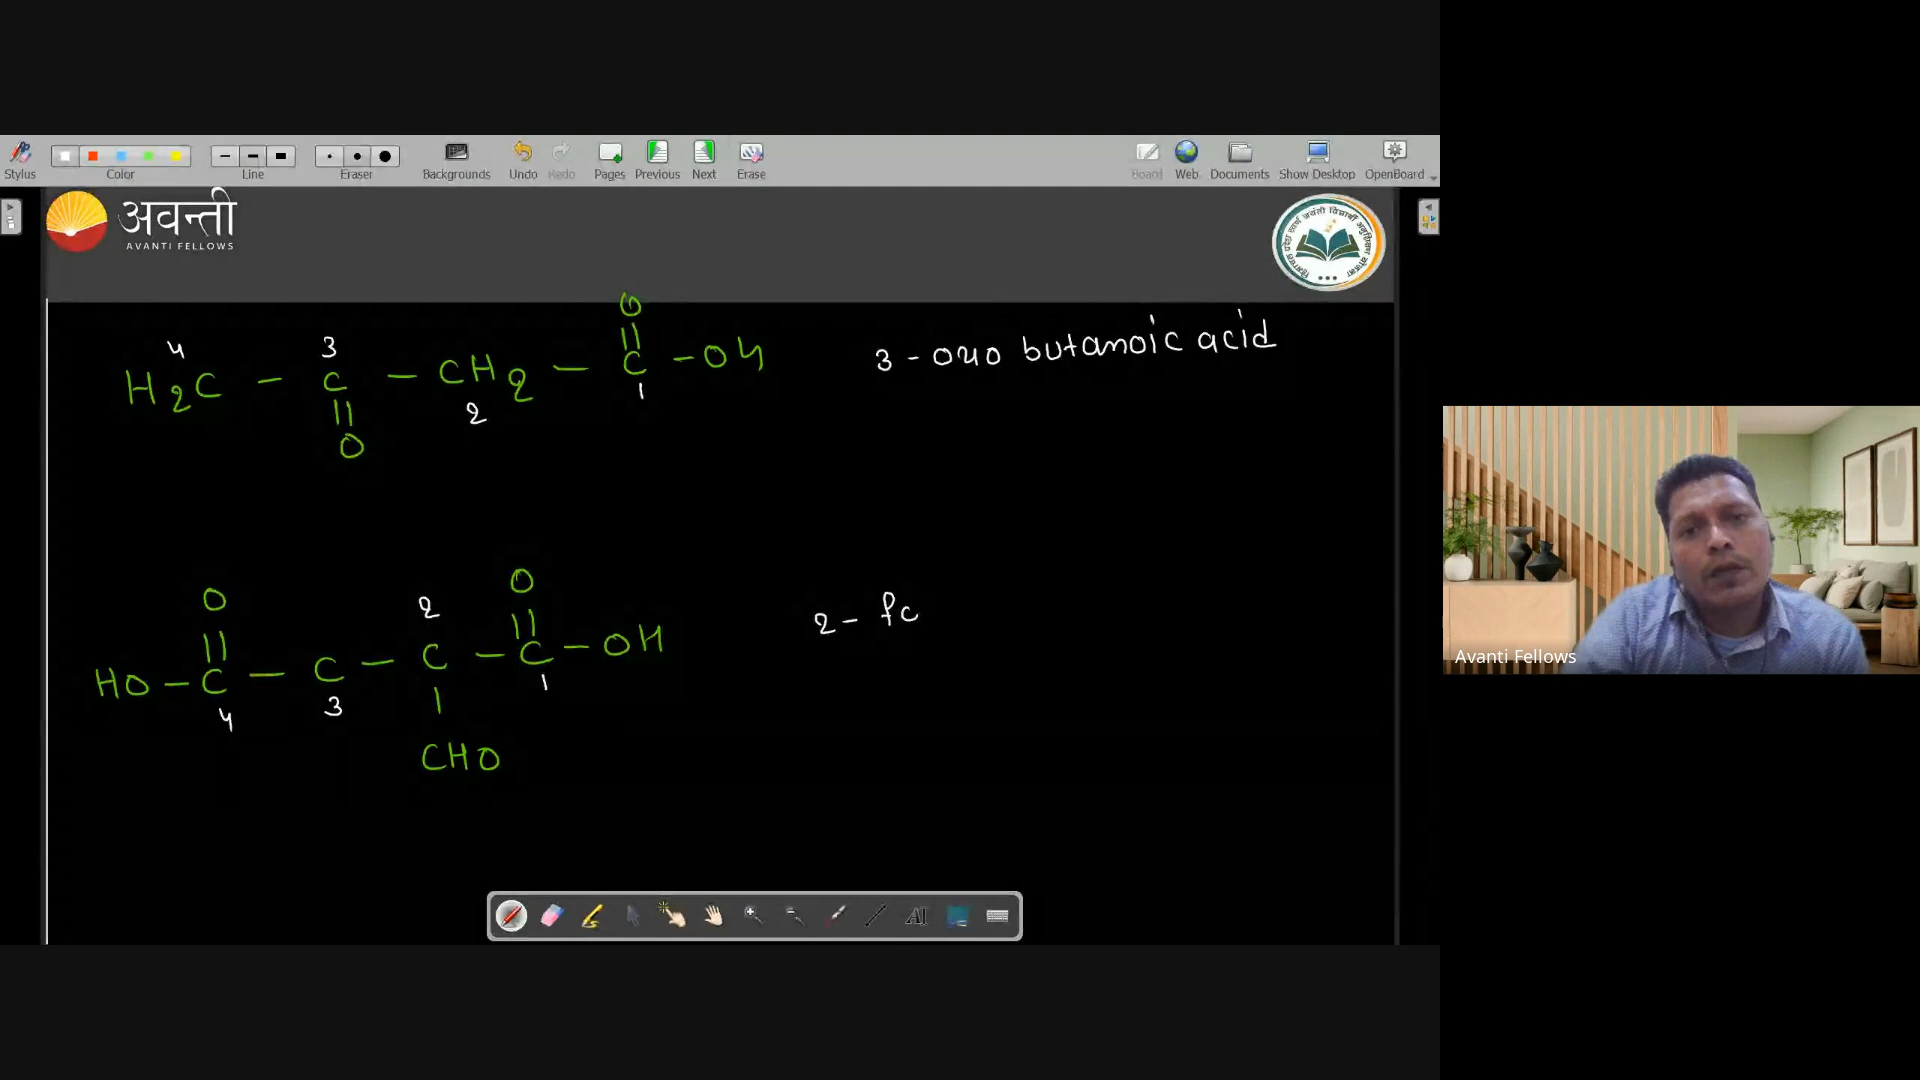 Stylus Color Line Eraser Backgrounds Undo Redo Pages Previous Next Erase Board Web Documents Show Desktop OpenBoard
अवन्ती
AVANTI FELLOWS
O
4 3 || 3 - oxo butanoic acid
H2C - C - CH2 - C - OH
|| 2 1
O
O 2 O
|| || 2 - fo
HO - C - C - C - C - OH
4 3 | 1
CHO
Avanti Fellows